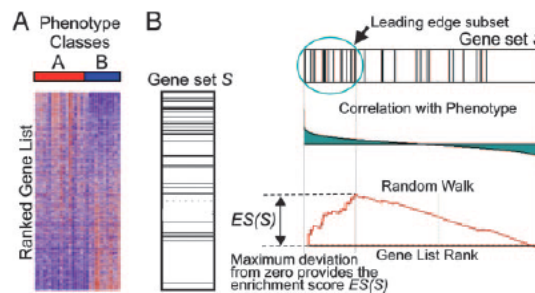 A
Phenotype
Classes
A
B
Ranked Gene List
B
Gene set S
Leading edge subset
Gene set
Correlation with Phenotype
Random Walk
ES(S)
Gene List Rank
Maximum deviation
from zero provides the
enrichment score ES(S)